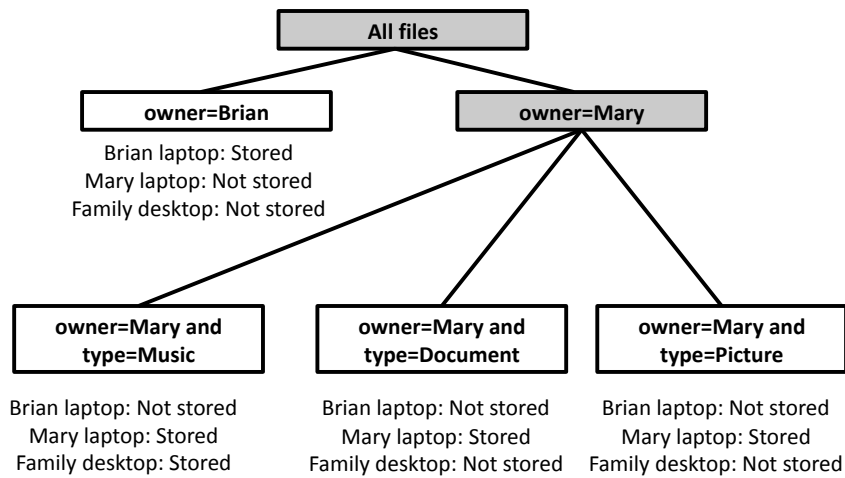 All files
owner=Brian
owner=Mary
Brian laptop: Stored
Mary laptop: Not stored
Family desktop: Not stored
owner=Mary and
type=Music
owner=Mary and
type=Document
owner=Mary and
type=Picture
Brian laptop: Not stored
Mary laptop: Stored
Family desktop: Stored
Brian laptop: Not stored
Mary laptop: Stored
Family desktop: Not stored
Brian laptop: Not stored
Mary laptop: Stored
Family desktop: Not stored